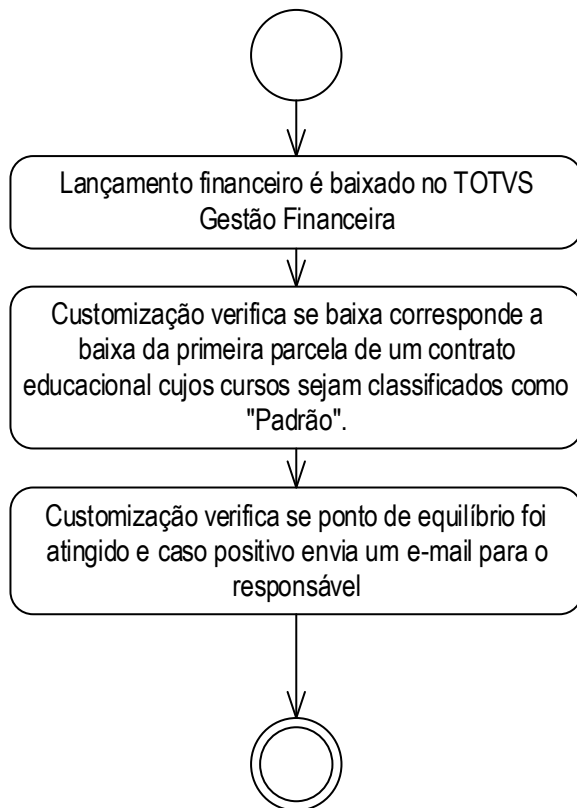 Lançamento financeiro é baixado no TOTVS
Gestão Financeira
Customização verifica se baixa corresponde a
baixa da primeira parcela de um contrato
educacional cujos cursos sejam classificados como
"Padrão".
Customização verifica se ponto de equilíbrio foi
atingido e caso positivo envia um e-mail para o
responsável